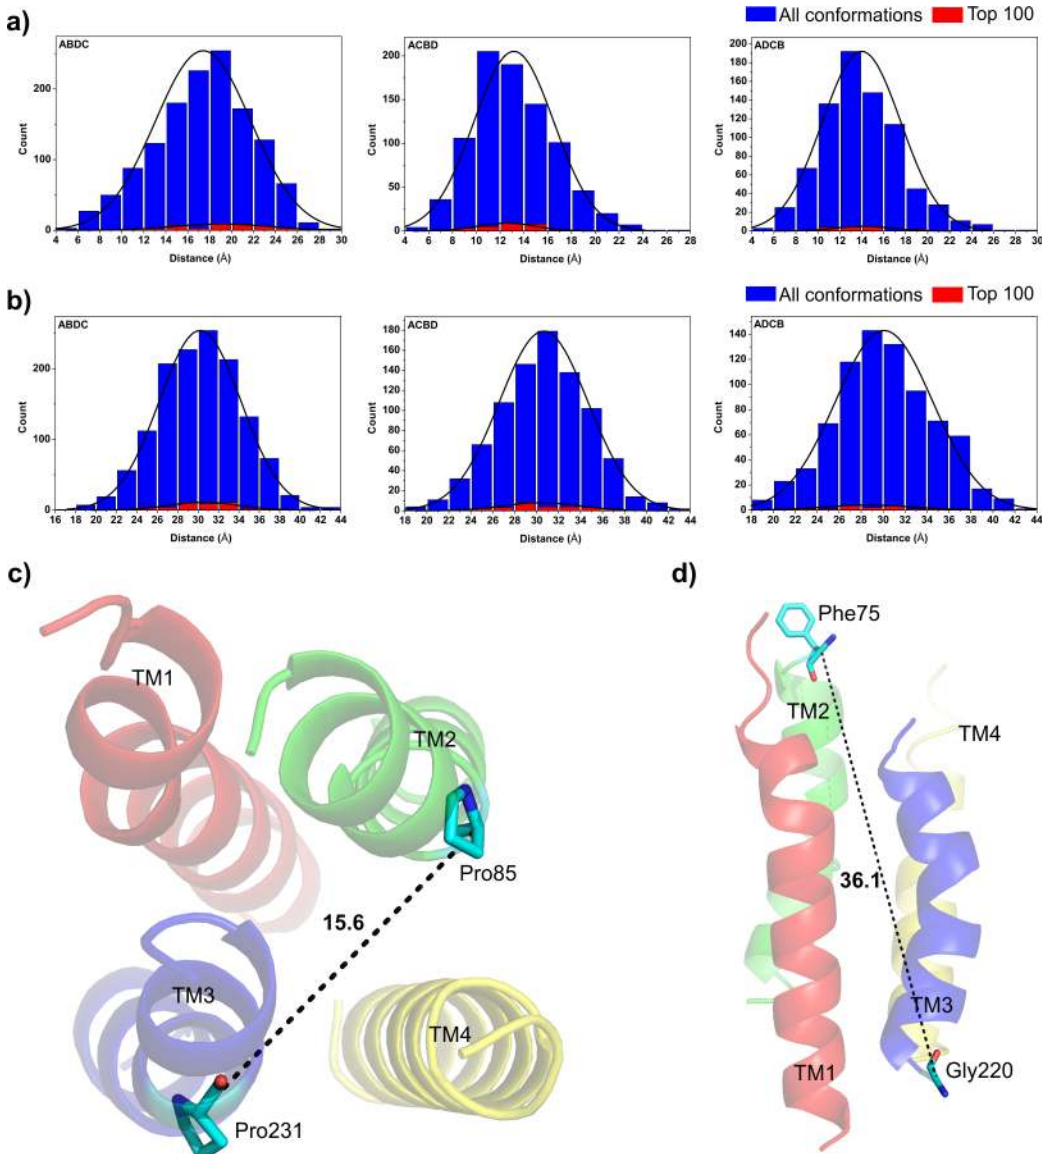 a)
All conformations Top 100
ABDC
Count
250
200
150
100
50
0
4 6 8 10 12 14 16 18 20 22 24 26 28 30
Distance (Å)
ACBD
Count
200
150
100
50
0
4 6 8 10 12 14 16 18 20 22 24 26 28
Distance (Å)
ADCB
Count
200
180
160
140
120
100
80
60
40
20
0
4 6 8 10 12 14 16 18 20 22 24 26 28 30
Distance (Å)
b)
All conformations Top 100
ABDC
Count
200
100
0
16 18 20 22 24 26 28 30 32 34 36 38 40 42 44
Distance (Å)
ACBD
Count
180
160
140
120
100
80
60
40
20
0
18 20 22 24 26 28 30 32 34 36 38 40 42 44
Distance (Å)
ADCB
Count
140
120
100
80
60
40
20
0
18 20 22 24 26 28 30 32 34 36 38 40 42 44
Distance (Å)
c)
TM1
TM2
Pro85
15.6
TM3
TM4
Pro231
d)
Phe75
TM2
TM4
36.1
TM3
TM1
Gly220